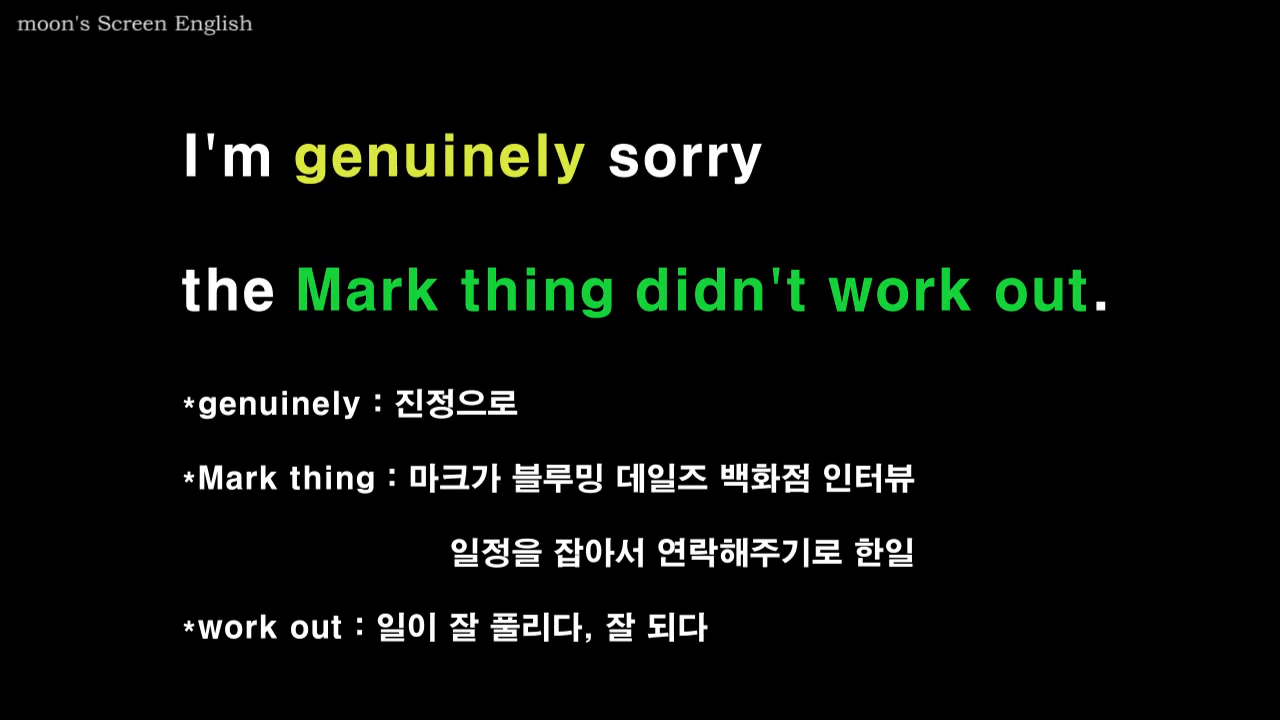 moon's Screen English
I'm genuinely sorry
the Mark thing didn't work out.
*genuinely : 진정으로
*Mark thing : 마크가 블루밍 데일즈 백화점 인터뷰
일정을 잡아서 연락해주기로 한일
*work out : 일이 잘 풀리다, 잘 되다